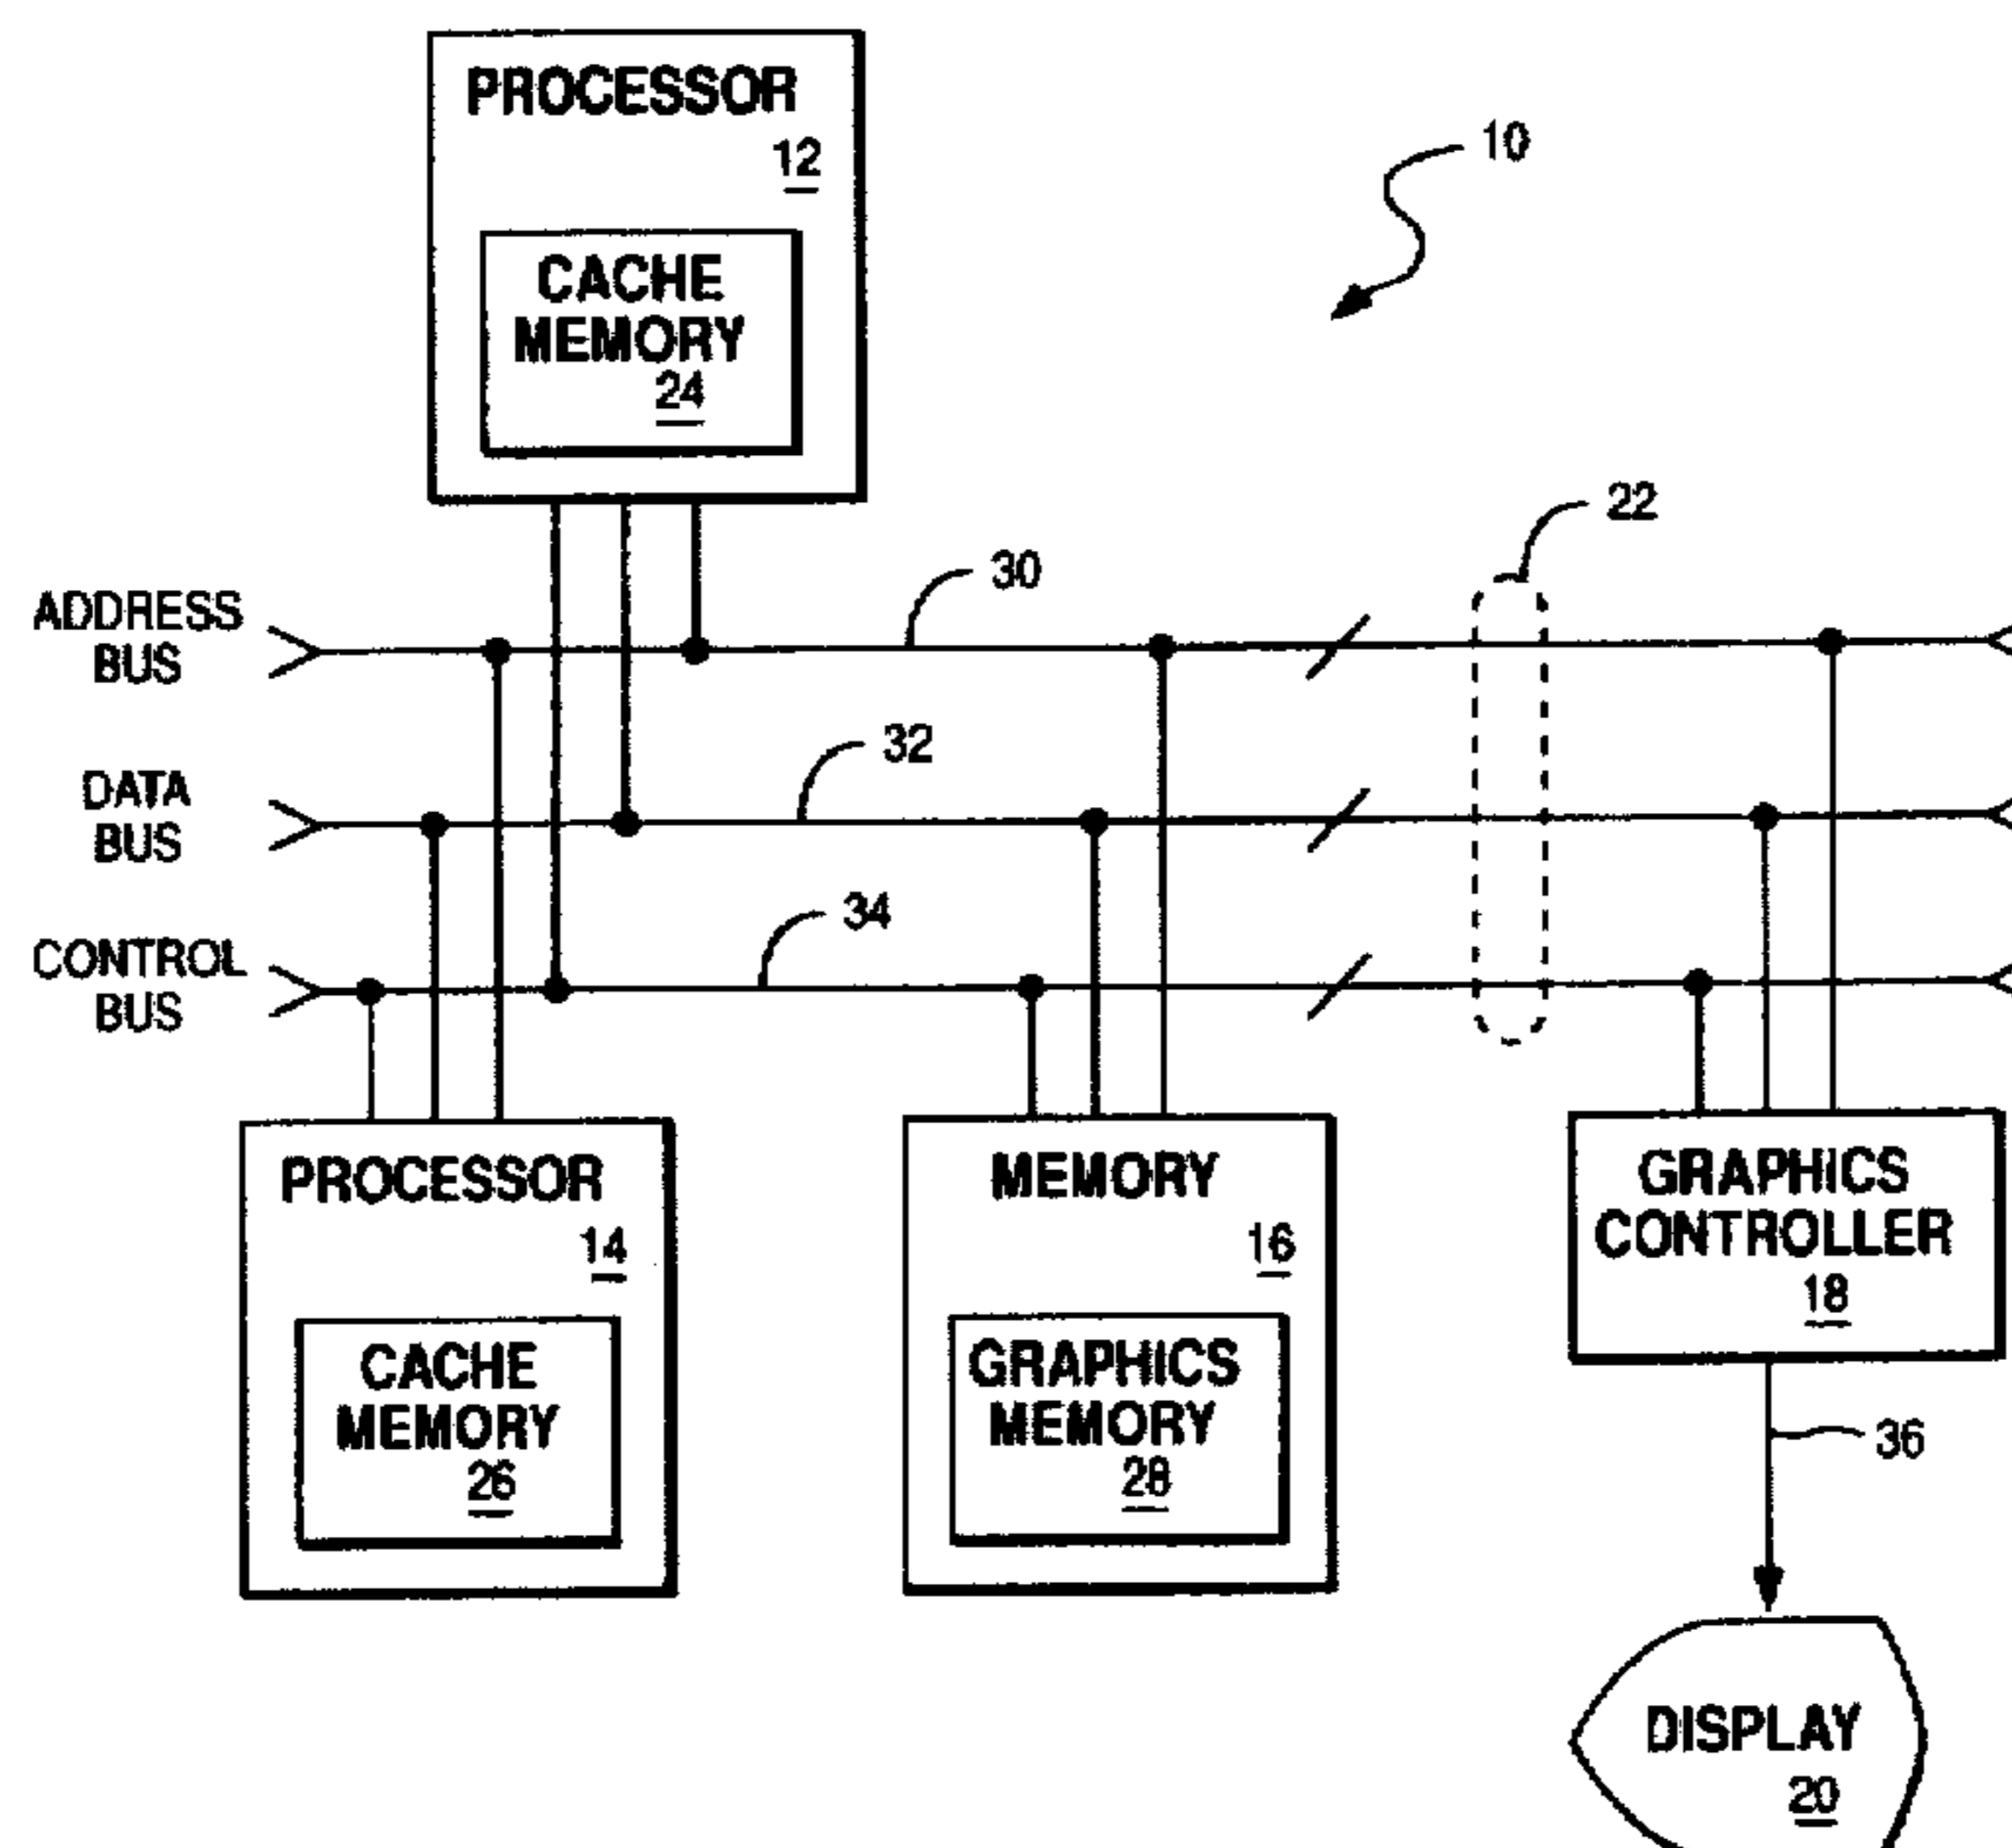 PROCESSOR
12
CACHE
MEMORY
24
10
22
ADDRESS
BUS
30
DATA
BUS
32
CONTROL
BUS
34
PROCESSOR
14
CACHE
MEMORY
26
MEMORY
16
GRAPHICS
MEMORY
28
GRAPHICS
CONTROLLER
18
36
DISPLAY
20